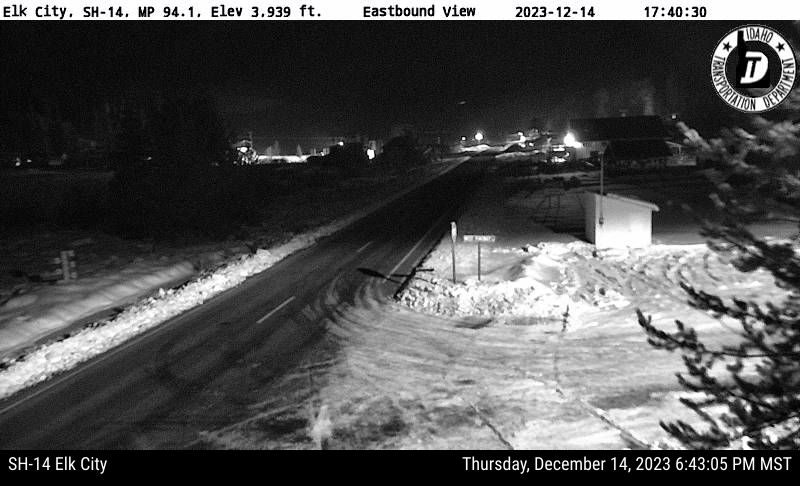 Elk City, SH-14, MP 94.1, Elev 3,939 ft. Eastbound View 2023-12-14 17:40:30
IDAHO
TRANSPORTATION DEPARTMENT
SH-14 Elk City Thursday, December 14, 2023 6:43:05 PM MST